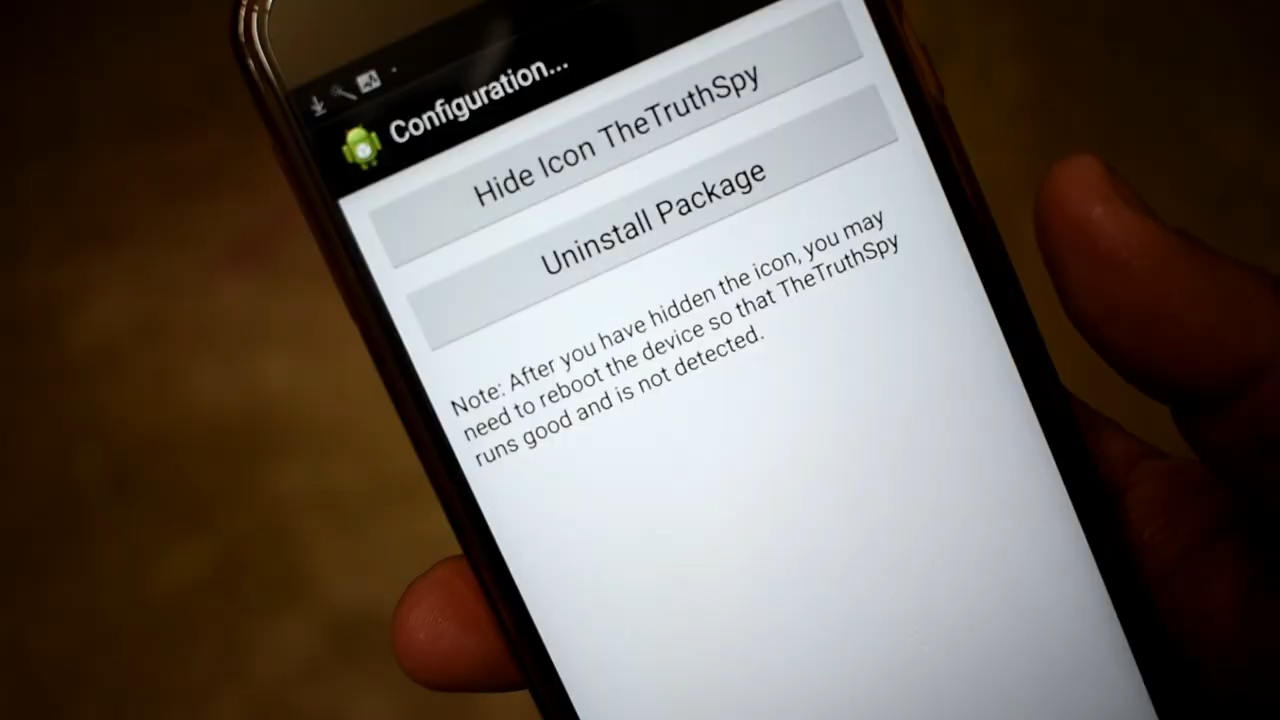 Configuration...
Hide Icon TheTruthSpy
Uninstall Package
Note: After you have hidden the icon, you may
need to reboot the device so that TheTruthSpy
runs good and is not detected.